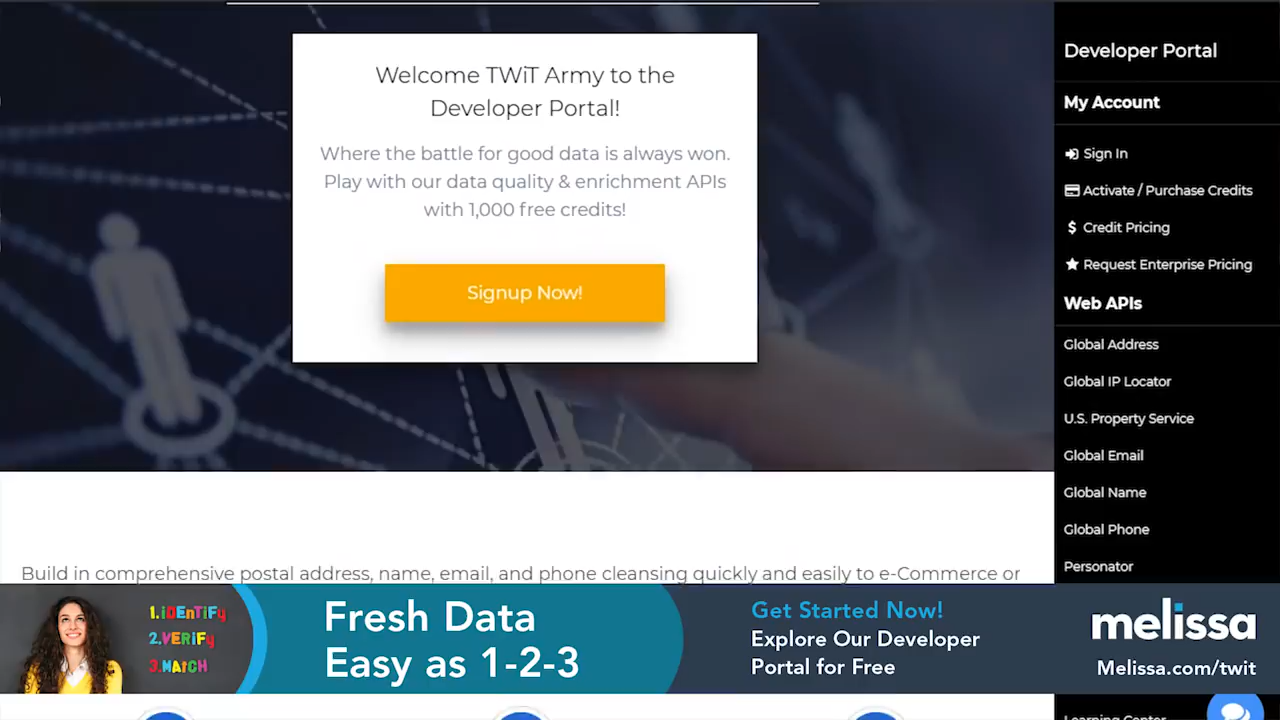 Welcome TWiT Army to the
Developer Portal!
Where the battle for good data is always won.
Play with our data quality & enrichment APIs
with 1,000 free credits!
Signup Now!
Build in comprehensive postal address, name, email, and phone cleansing quickly and easily to e-Commerce or
Developer Portal
My Account
Sign In
Activate / Purchase Credits
Credit Pricing
Request Enterprise Pricing
Web APIs
Global Address
Global IP Locator
U.S. Property Service
Global Email
Global Name
Global Phone
Personator
1.iDEnTiFy
2.VERiFy
3.MAtCH
Fresh Data
Easy as 1-2-3
Get Started Now!
Explore Our Developer
Portal for Free
melissa
Melissa.com/twit
Learning Center